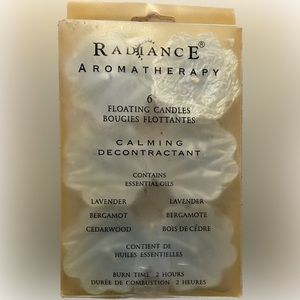 RADIANCE®
AROMATHERAPY
6
FLOATING CANDLES
BOUGIES FLOTTANTES
CALMING
DECONTRACTANT
CONTAINS
ESSENTIAL OILS
LAVENDER LAVENDER
BERGAMOT BERGAMOTE
CEDARWOOD BOIS DE CÈDRE
CONTIENT DE
HUILES ESSENTIELLES
BURN TIME 2 HOURS
DURÉE DE COMBUSTION 2 HEURES